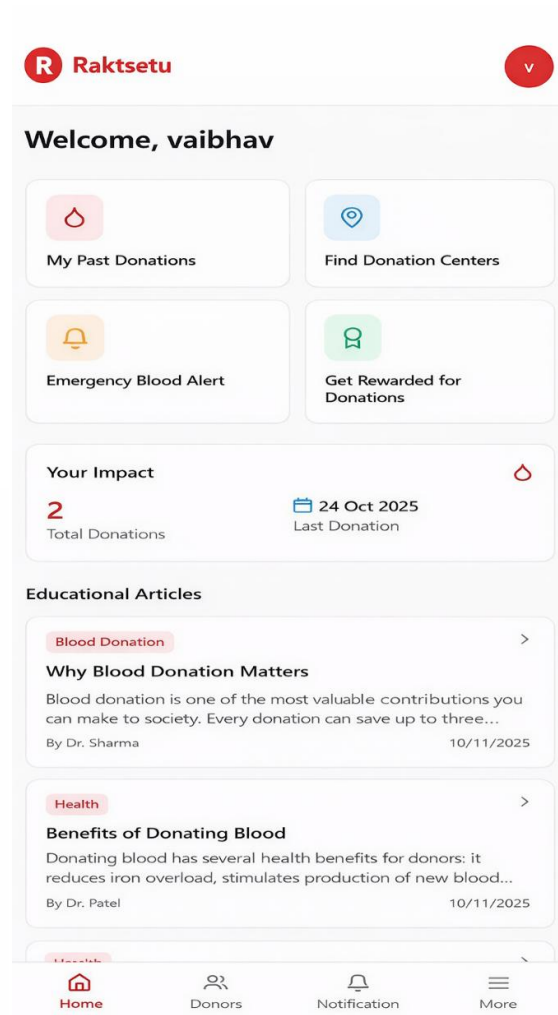 R Raktsetu
v
Welcome, vaibhav
My Past Donations
Find Donation Centers
Emergency Blood Alert
Get Rewarded for
Donations
Your Impact
2
Total Donations
24 Oct 2025
Last Donation
Educational Articles
Blood Donation
Why Blood Donation Matters
Blood donation is one of the most valuable contributions you
can make to society. Every donation can save up to three...
By Dr. Sharma
10/11/2025
Health
Benefits of Donating Blood
Donating blood has several health benefits for donors: it
reduces iron overload, stimulates production of new blood...
By Dr. Patel
10/11/2025
Home
Donors
Notification
More